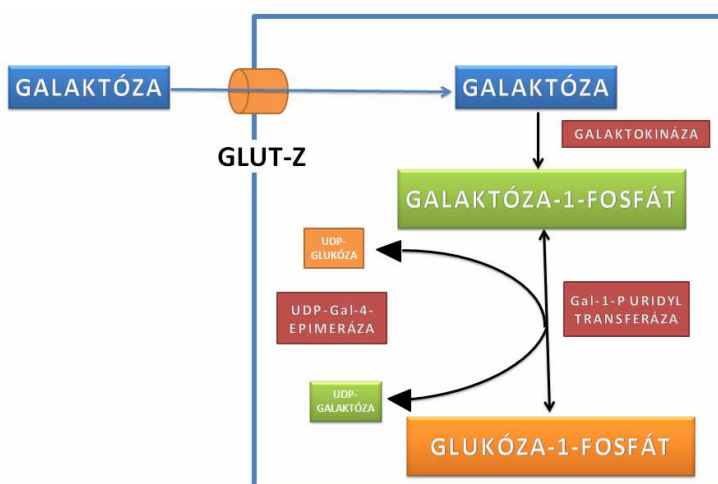 GALAKTÓZA
GALAKTÓZA
GLUT-Z
GALAKTOKINÁZA
GALAKTÓZA-1-FOSFÁT
UDP-
GLUKÓZA
UDP-Gal-4-
EPIMERÁZA
Gal-1-P URIDYL
TRANSFERÁZA
UDP-
GALAKTÓZA
GLUKÓZA-1-FOSFÁT